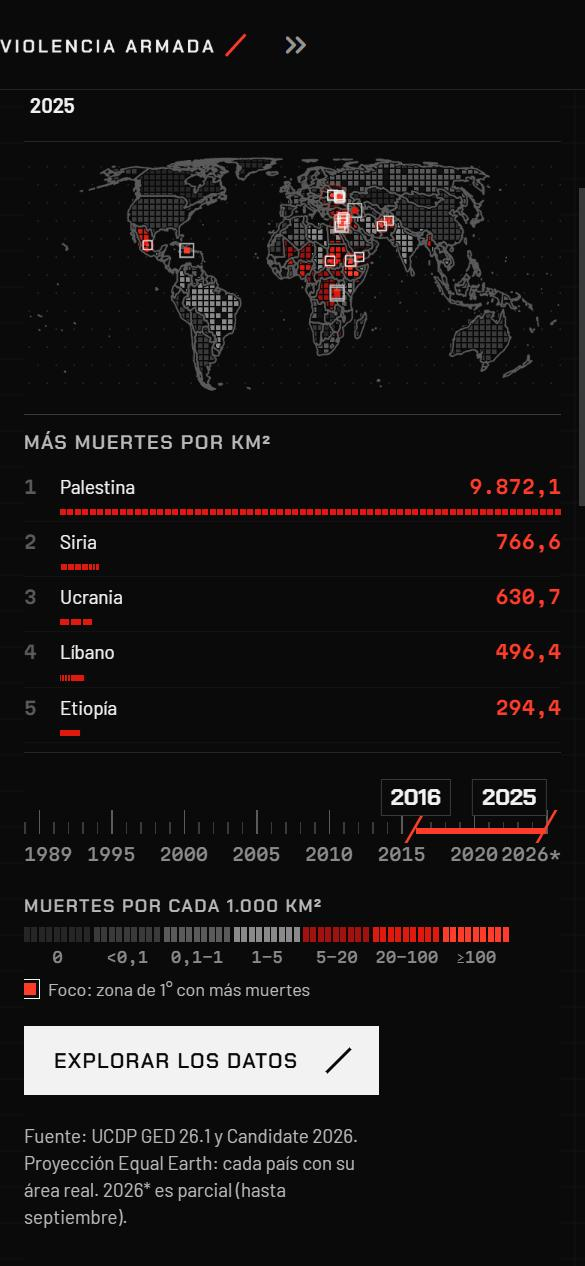 VIOLENCIA ARMADA
2025
MÁS MUERTES POR KM²
1 Palestina 9.872,1
2 Siria 766,6
3 Ucrania 630,7
4 Líbano 496,4
5 Etiopía 294,4
2016 2025
1989 1995 2000 2005 2010 2015 2020 2026*
MUERTES POR CADA 1.000 KM²
0 <0,1 0,1–1 1–5 5–20 20–100 ≥100
Foco: zona de 1° con más muertes
EXPLORAR LOS DATOS
Fuente: UCDP GED 26.1 y Candidate 2026.
Proyección Equal Earth: cada país con su
área real. 2026* es parcial (hasta
septiembre).